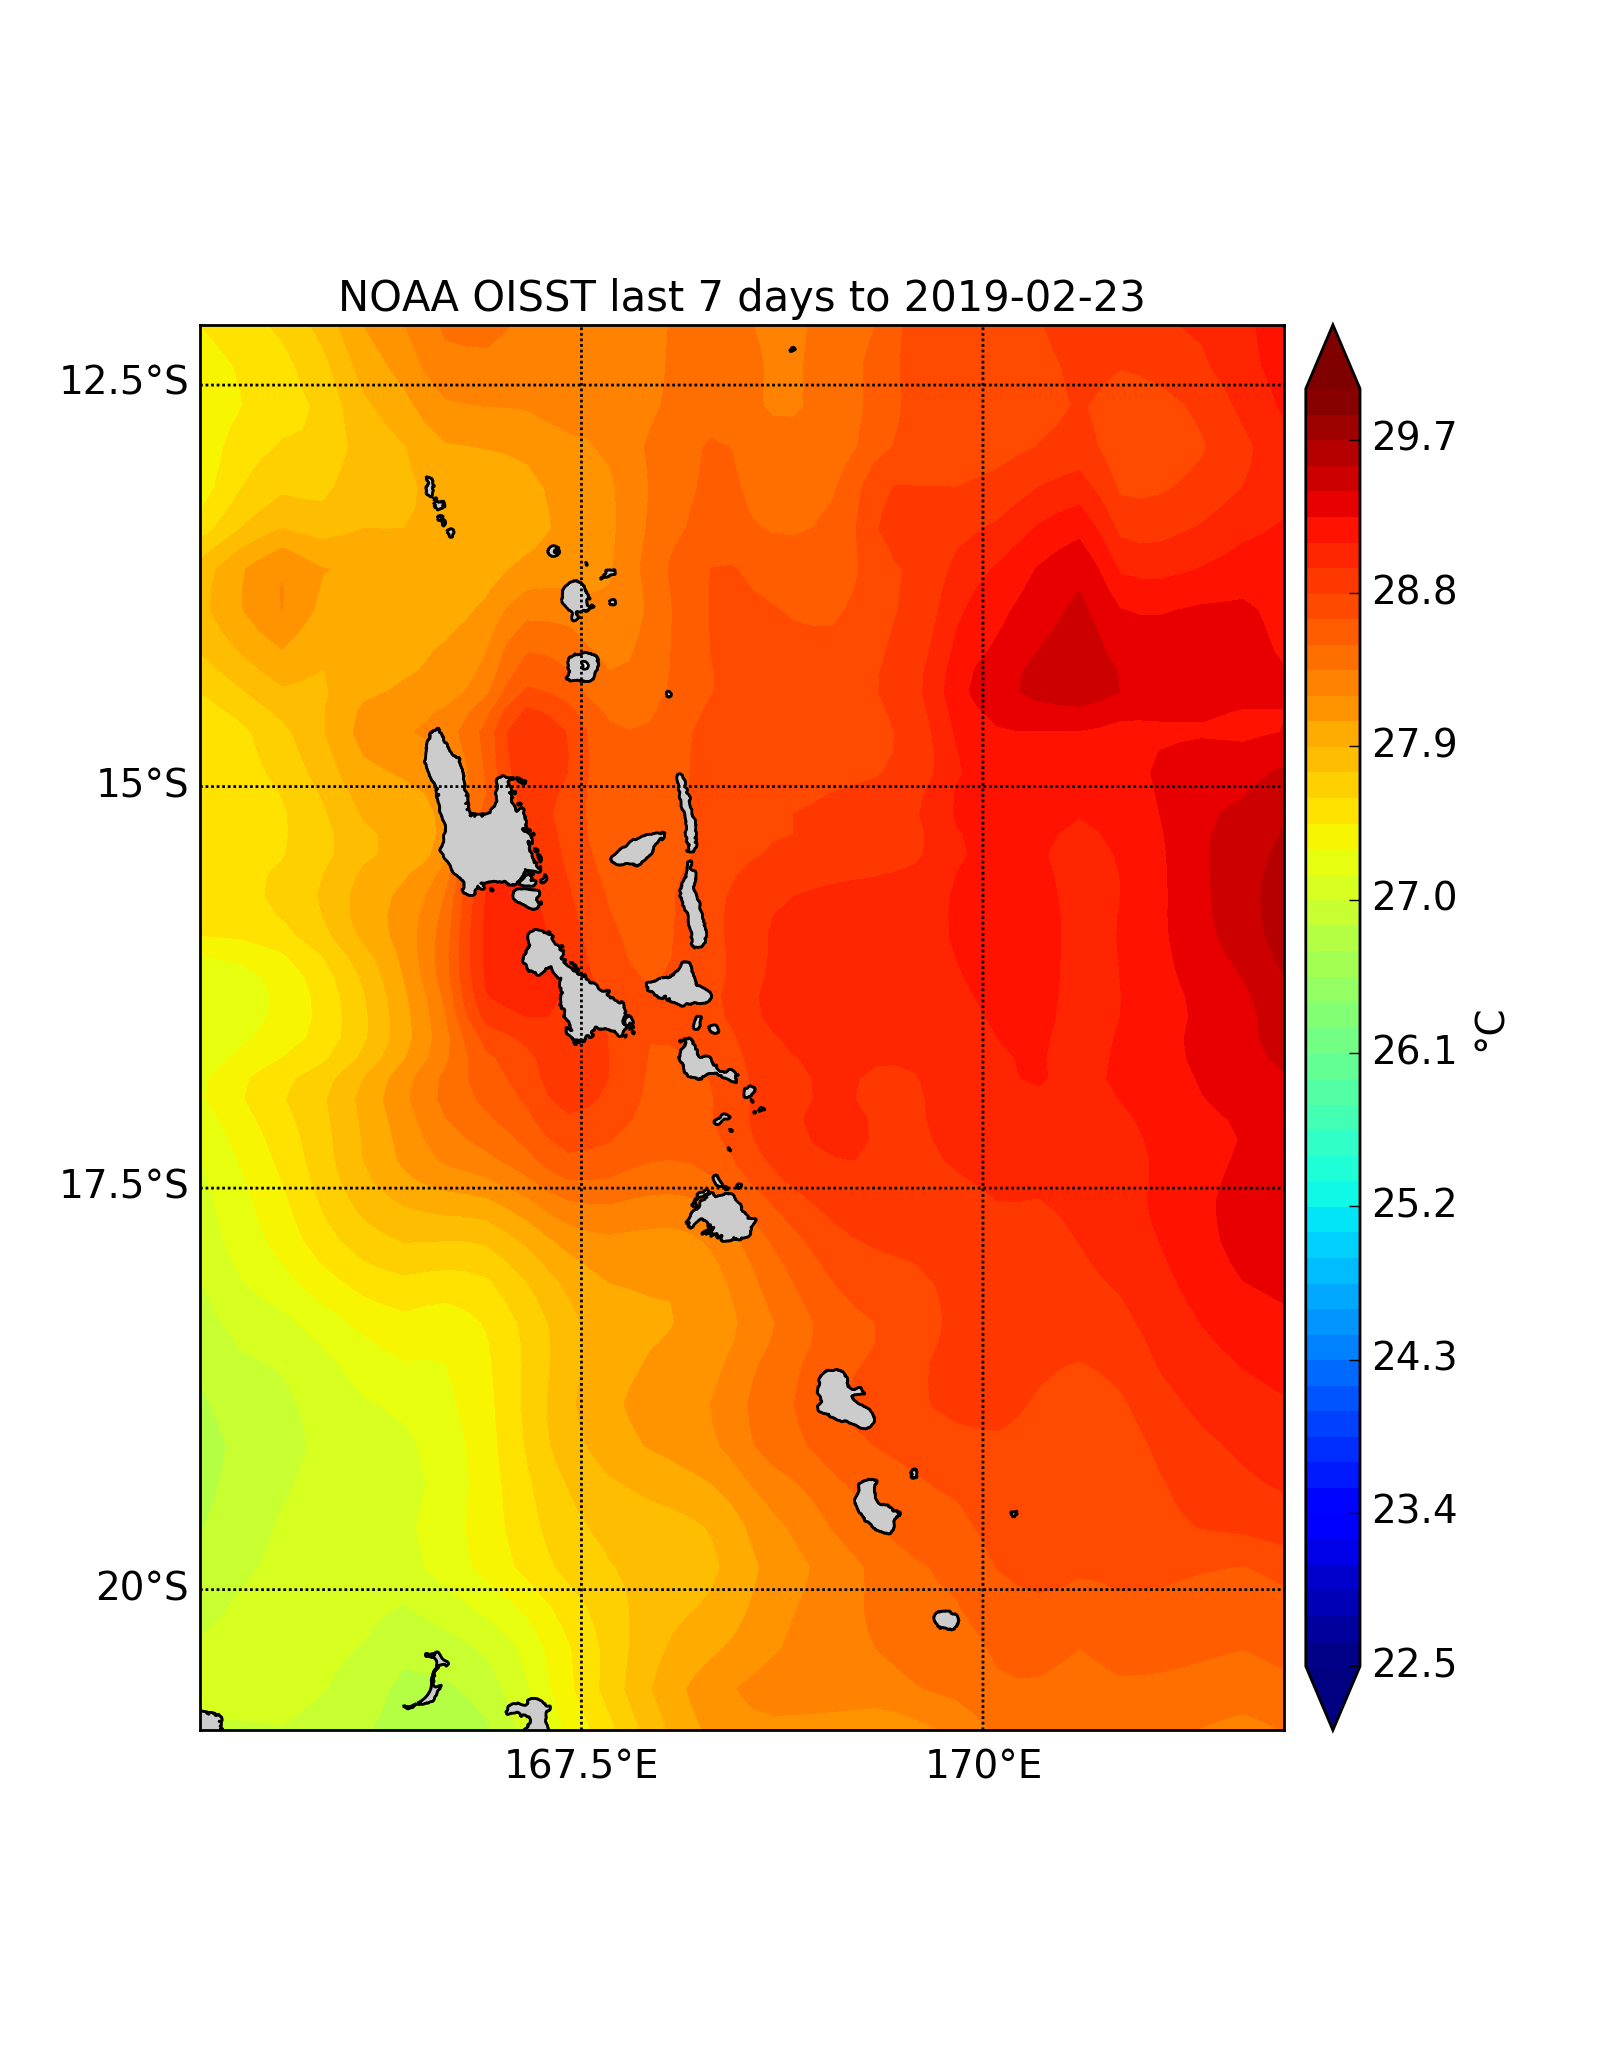 NOAA OISST last 7 days to 2019-02-23
12.5°S
15°S
17.5°S
20°S
167.5°E
170°E
29.7
28.8
27.9
27.0
26.1
25.2
24.3
23.4
22.5
°C